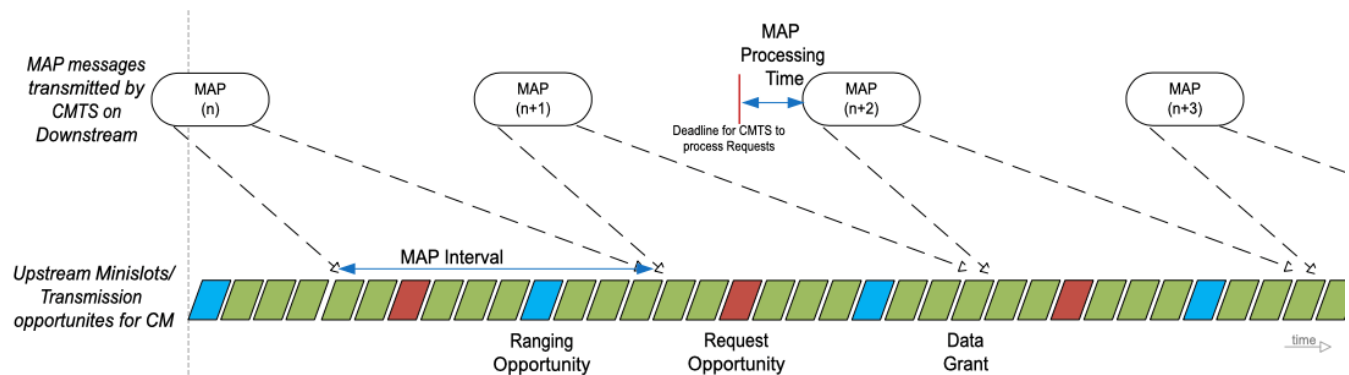 MAP messages
transmitted by
CMTS on
Downstream
MAP
(n)
MAP
(n+1)
MAP
Processing
Time
Deadline for CMTS to
process Requests
MAP
(n+2)
MAP
(n+3)
MAP Interval
Upstream Minislots/
Transmission
opportunites for CM
Ranging
Opportunity
Request
Opportunity
Data
Grant
time